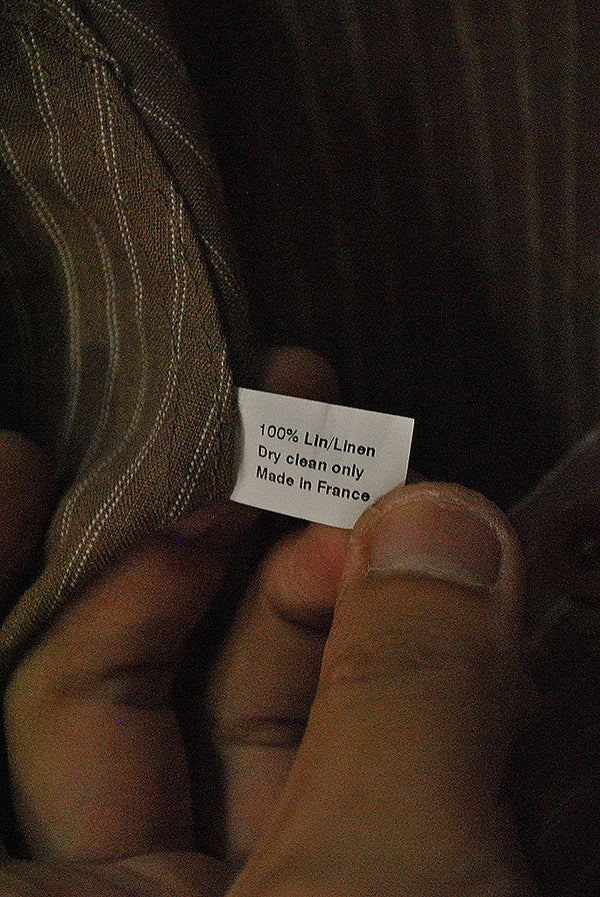 100% Lin/Linen
Dry clean only
Made in France